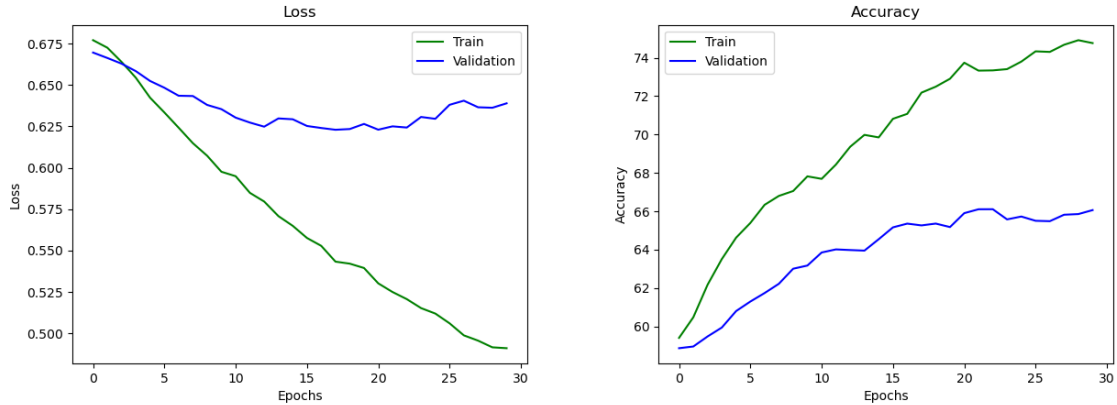 Loss
Train
Validation
0.675
0.650
0.625
0.600
0.575
0.550
0.525
0.500
Loss
0 5 10 15 20 25 30
Epochs
Accuracy
Train
Validation
74
72
70
68
66
64
62
60
Accuracy
0 5 10 15 20 25 30
Epochs